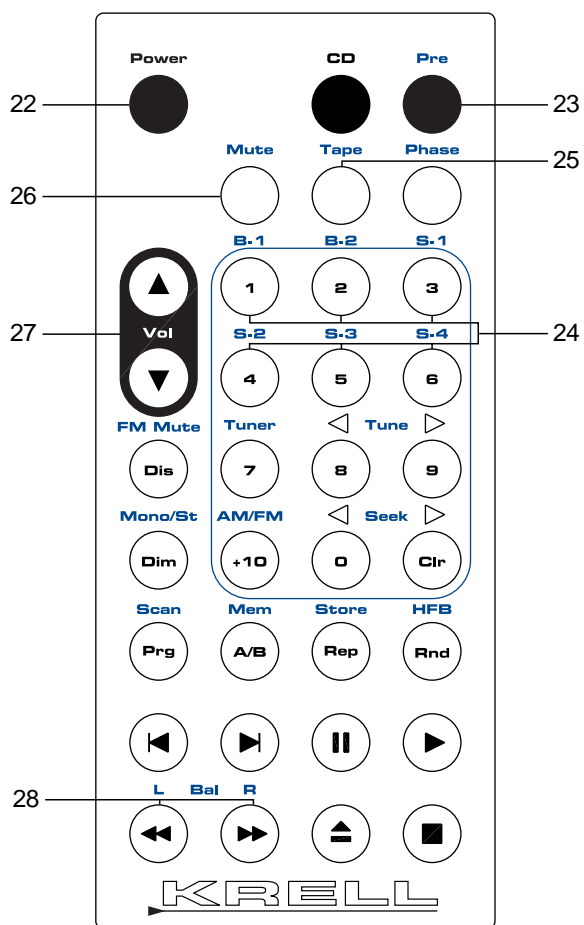 Power CD Pre
22 23
Mute Tape Phase
25
26
B-1 B-2 S-1
1 2 3
27 Vol 24
S-2 S-3 S-4
4 5 6
FM Mute Tuner Tune
Dis 7 8 9
Mono/St AM/FM Seek
Dim +10 0 Clr
Scan Mem Store HFB
Prg A/B Rep Rnd
28 L Bal R
KRELL